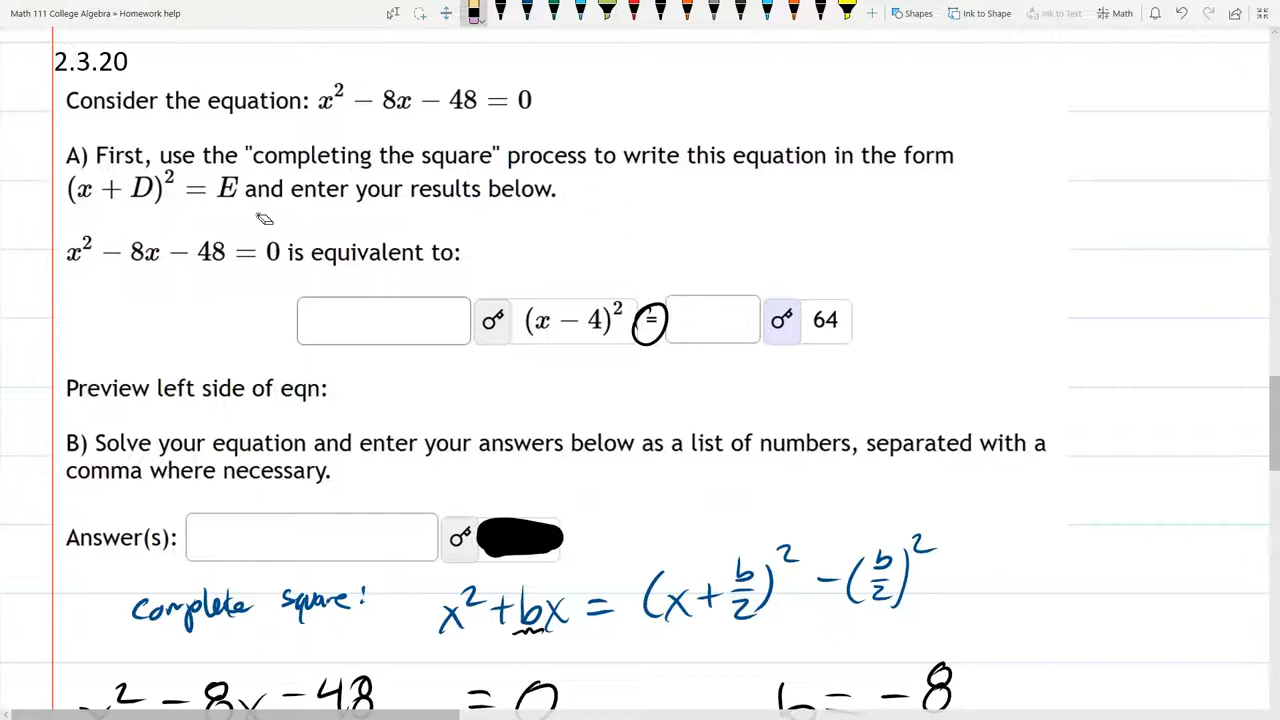 Math 111 College Algebra » Homework help
Shapes Ink to Shape Ink to Text Math
2.3.20
Consider the equation: x² − 8x − 48 = 0
A) First, use the "completing the square" process to write this equation in the form
(x + D)² = E and enter your results below.
x² − 8x − 48 = 0 is equivalent to:
(x − 4)² = 64
Preview left side of eqn:
B) Solve your equation and enter your answers below as a list of numbers, separated with a
comma where necessary.
Answer(s):
complete square: x² + bx = (x + b/2)² − (b/2)²
x² − 8x − 48 = 0 b = −8